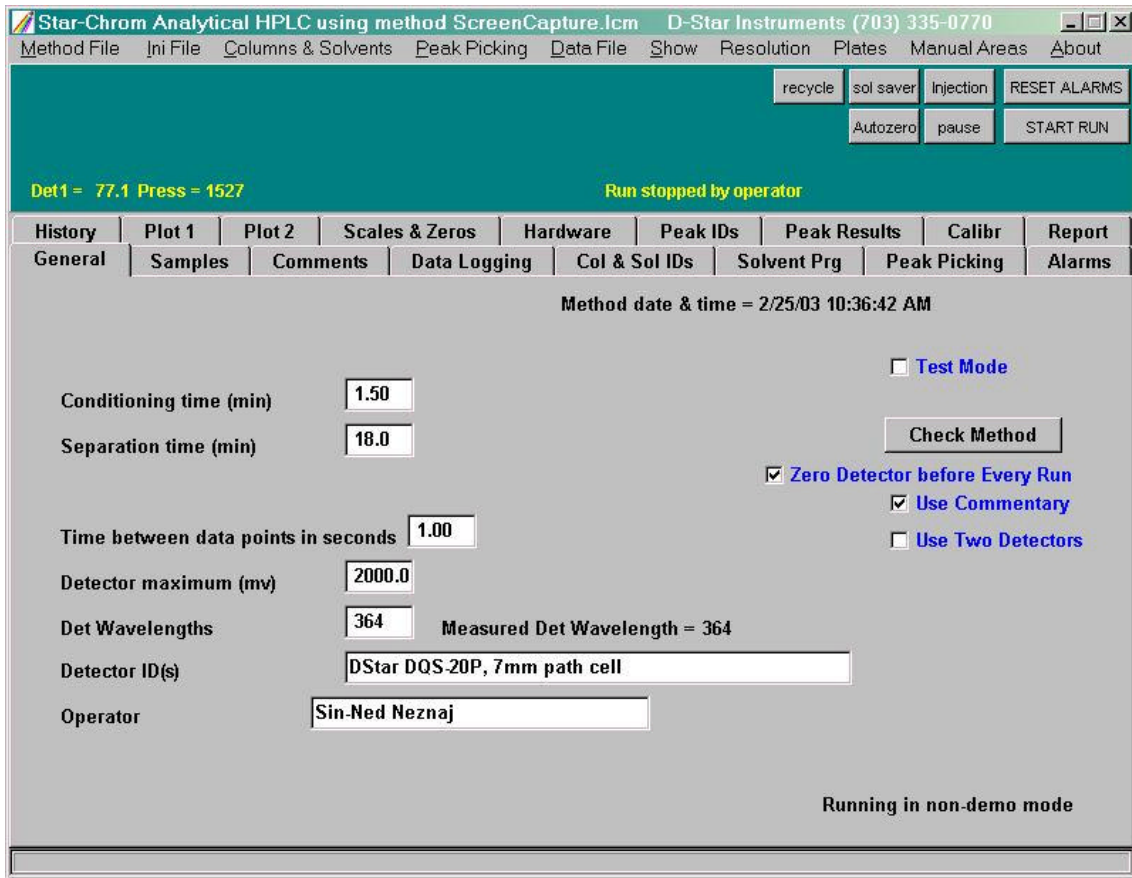 Star-Chrom Analytical HPLC using method ScreenCapture.lcm D-Star Instruments (703) 335-0770
Method File Ini File Columns & Solvents Peak Picking Data File Show Resolution Plates Manual Areas About
recycle sol saver Injection RESET ALARMS
Autozero pause START RUN
Det1 = 77.1 Press = 1527 Run stopped by operator
History Plot 1 Plot 2 Scales & Zeros Hardware Peak IDs Peak Results Calibr Report
General Samples Comments Data Logging Col & Sol IDs Solvent Prg Peak Picking Alarms
Method date & time = 2/25/03 10:36:42 AM
Test Mode
Conditioning time (min) 1.50
Separation time (min) 18.0
Check Method
Zero Detector before Every Run
Use Commentary
Time between data points in seconds 1.00
Use Two Detectors
Detector maximum (mv) 2000.0
Det Wavelengths 364 Measured Det Wavelength = 364
Detector ID(s) DStar DQS-20P, 7mm path cell
Operator Sin-Ned Neznaj
Running in non-demo mode